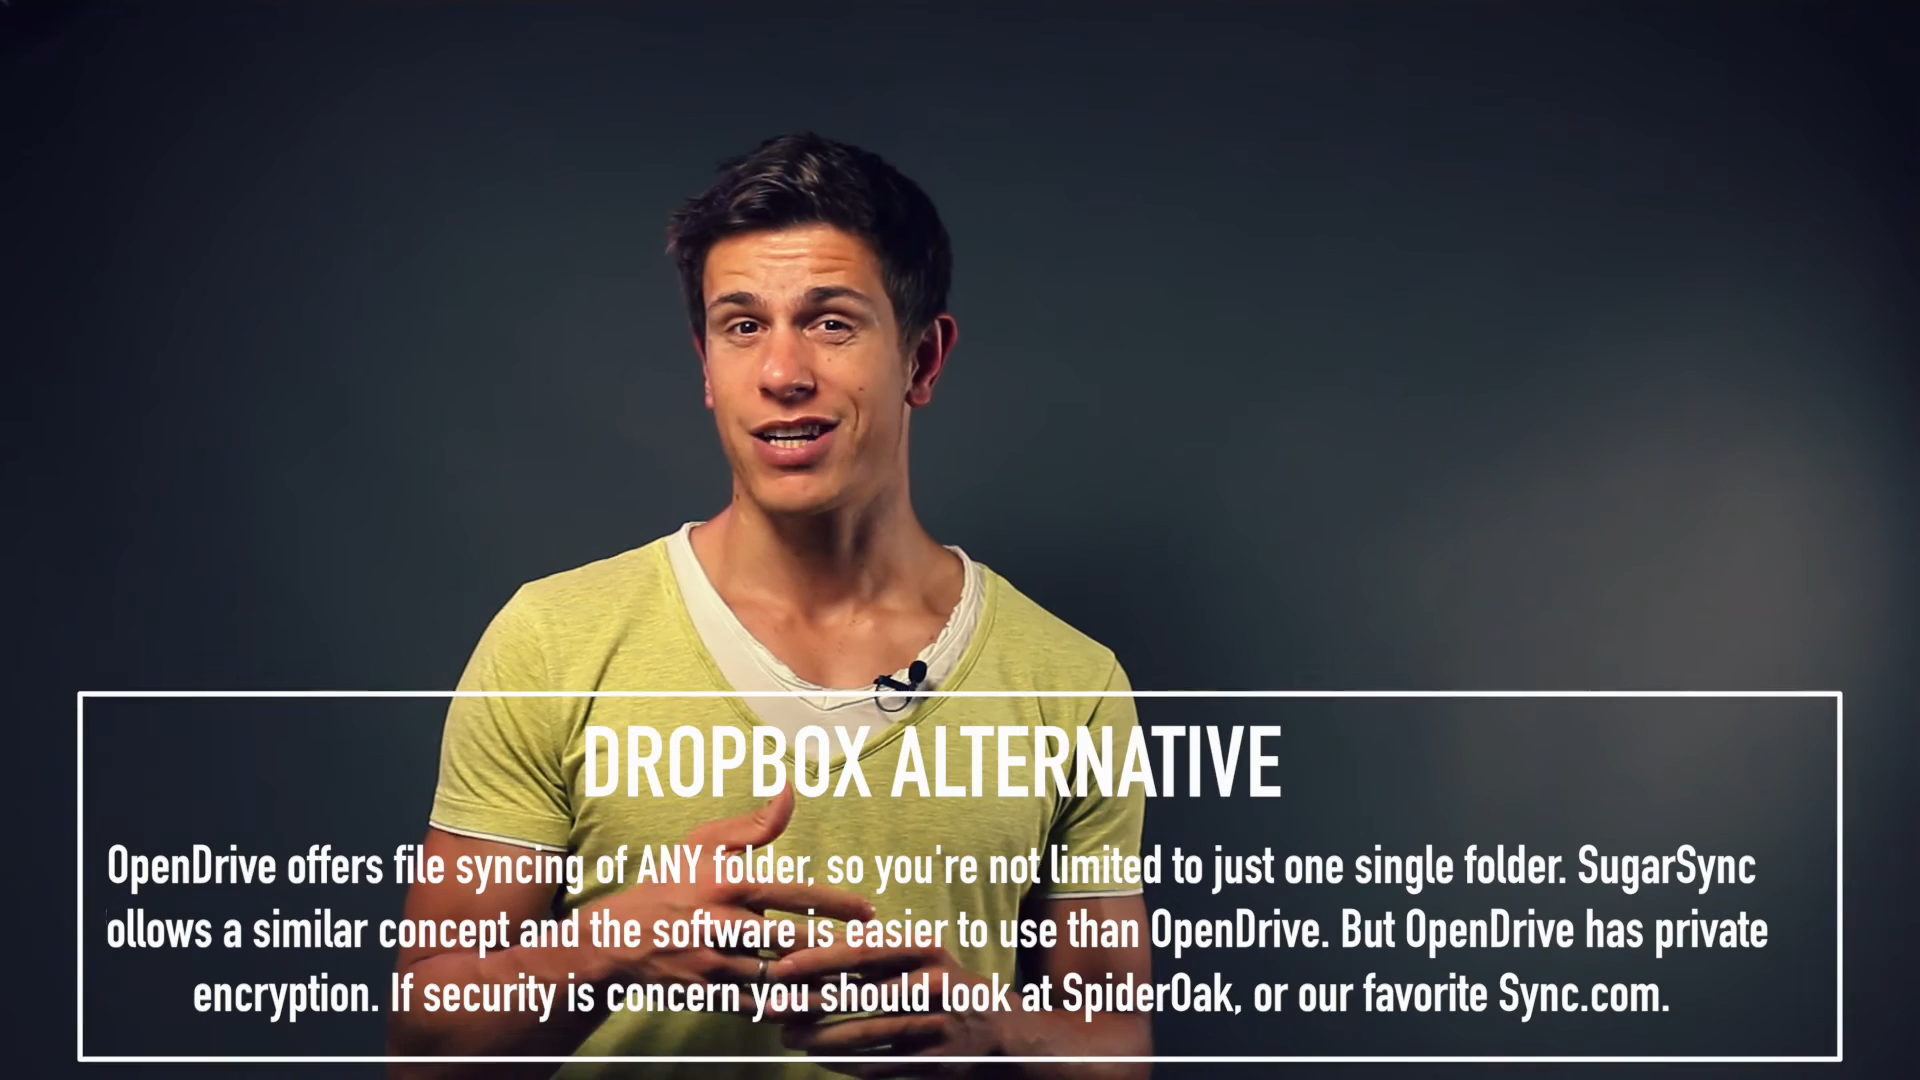 DROPBOX ALTERNATIVE
OpenDrive offers file syncing of ANY folder, so you're not limited to just one single folder. SugarSync
ollows a similar concept and the software is easier to use than OpenDrive. But OpenDrive has private
encryption. If security is concern you should look at SpiderOak, or our favorite Sync.com.